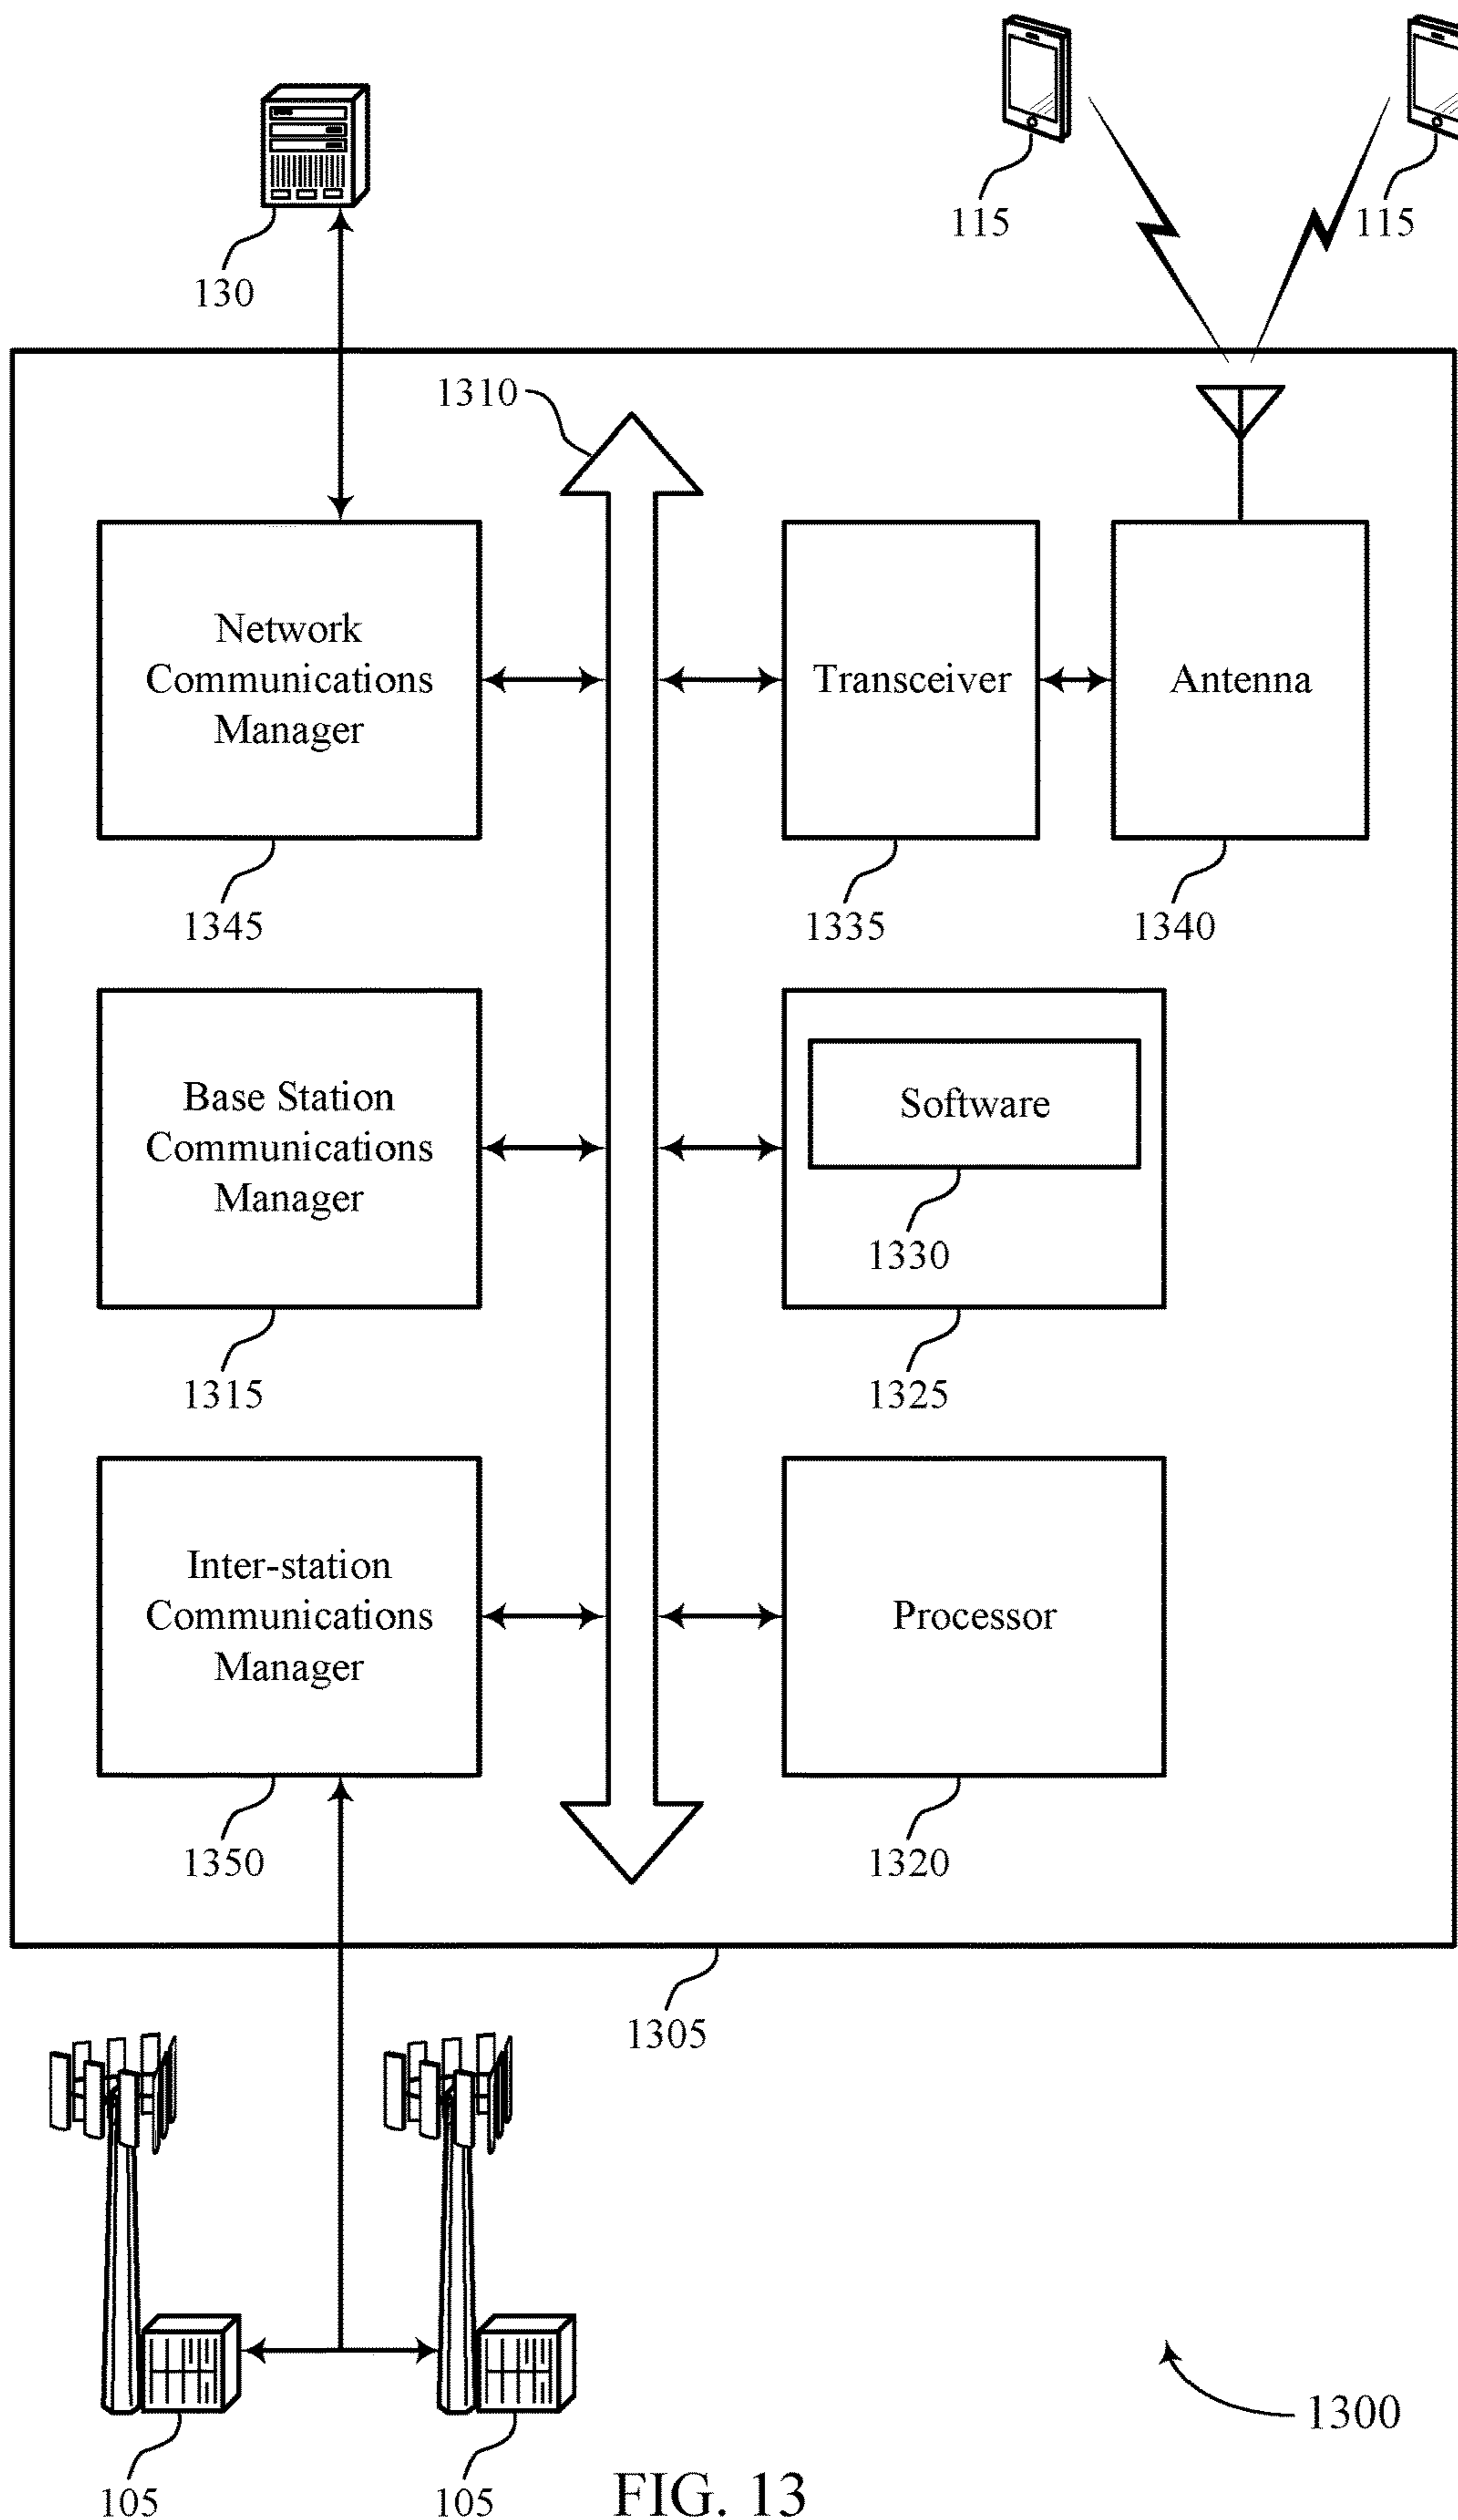 115
115
130
1310
Network
Communications
Manager
Transceiver
Antenna
1345
1335
1340
Base Station
Communications
Manager
Software
1330
1315
1325
Inter-station
Communications
Manager
Processor
1350
1320
1305
1300
105
105
FIG. 13